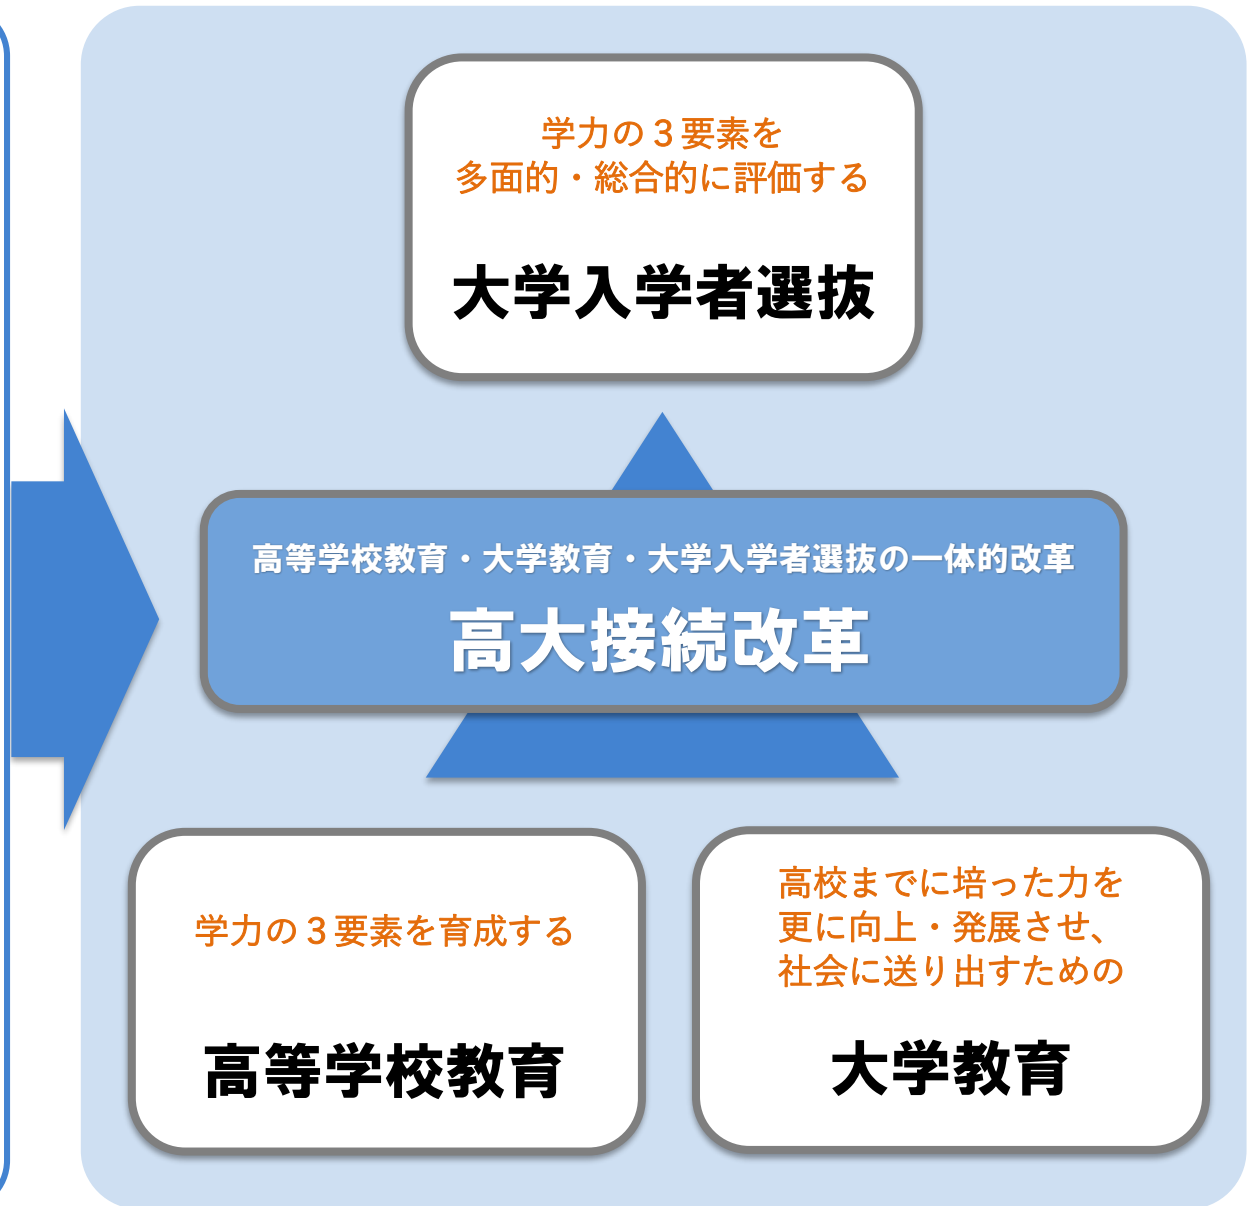 学力の３要素を
多面的・総合的に評価する
大学入学者選抜
高等学校教育・大学教育・大学入学者選抜の一体的改革
高大接続改革
学力の３要素を育成する
高等学校教育
高校までに培った力を
更に向上・発展させ、
社会に送り出すための
大学教育